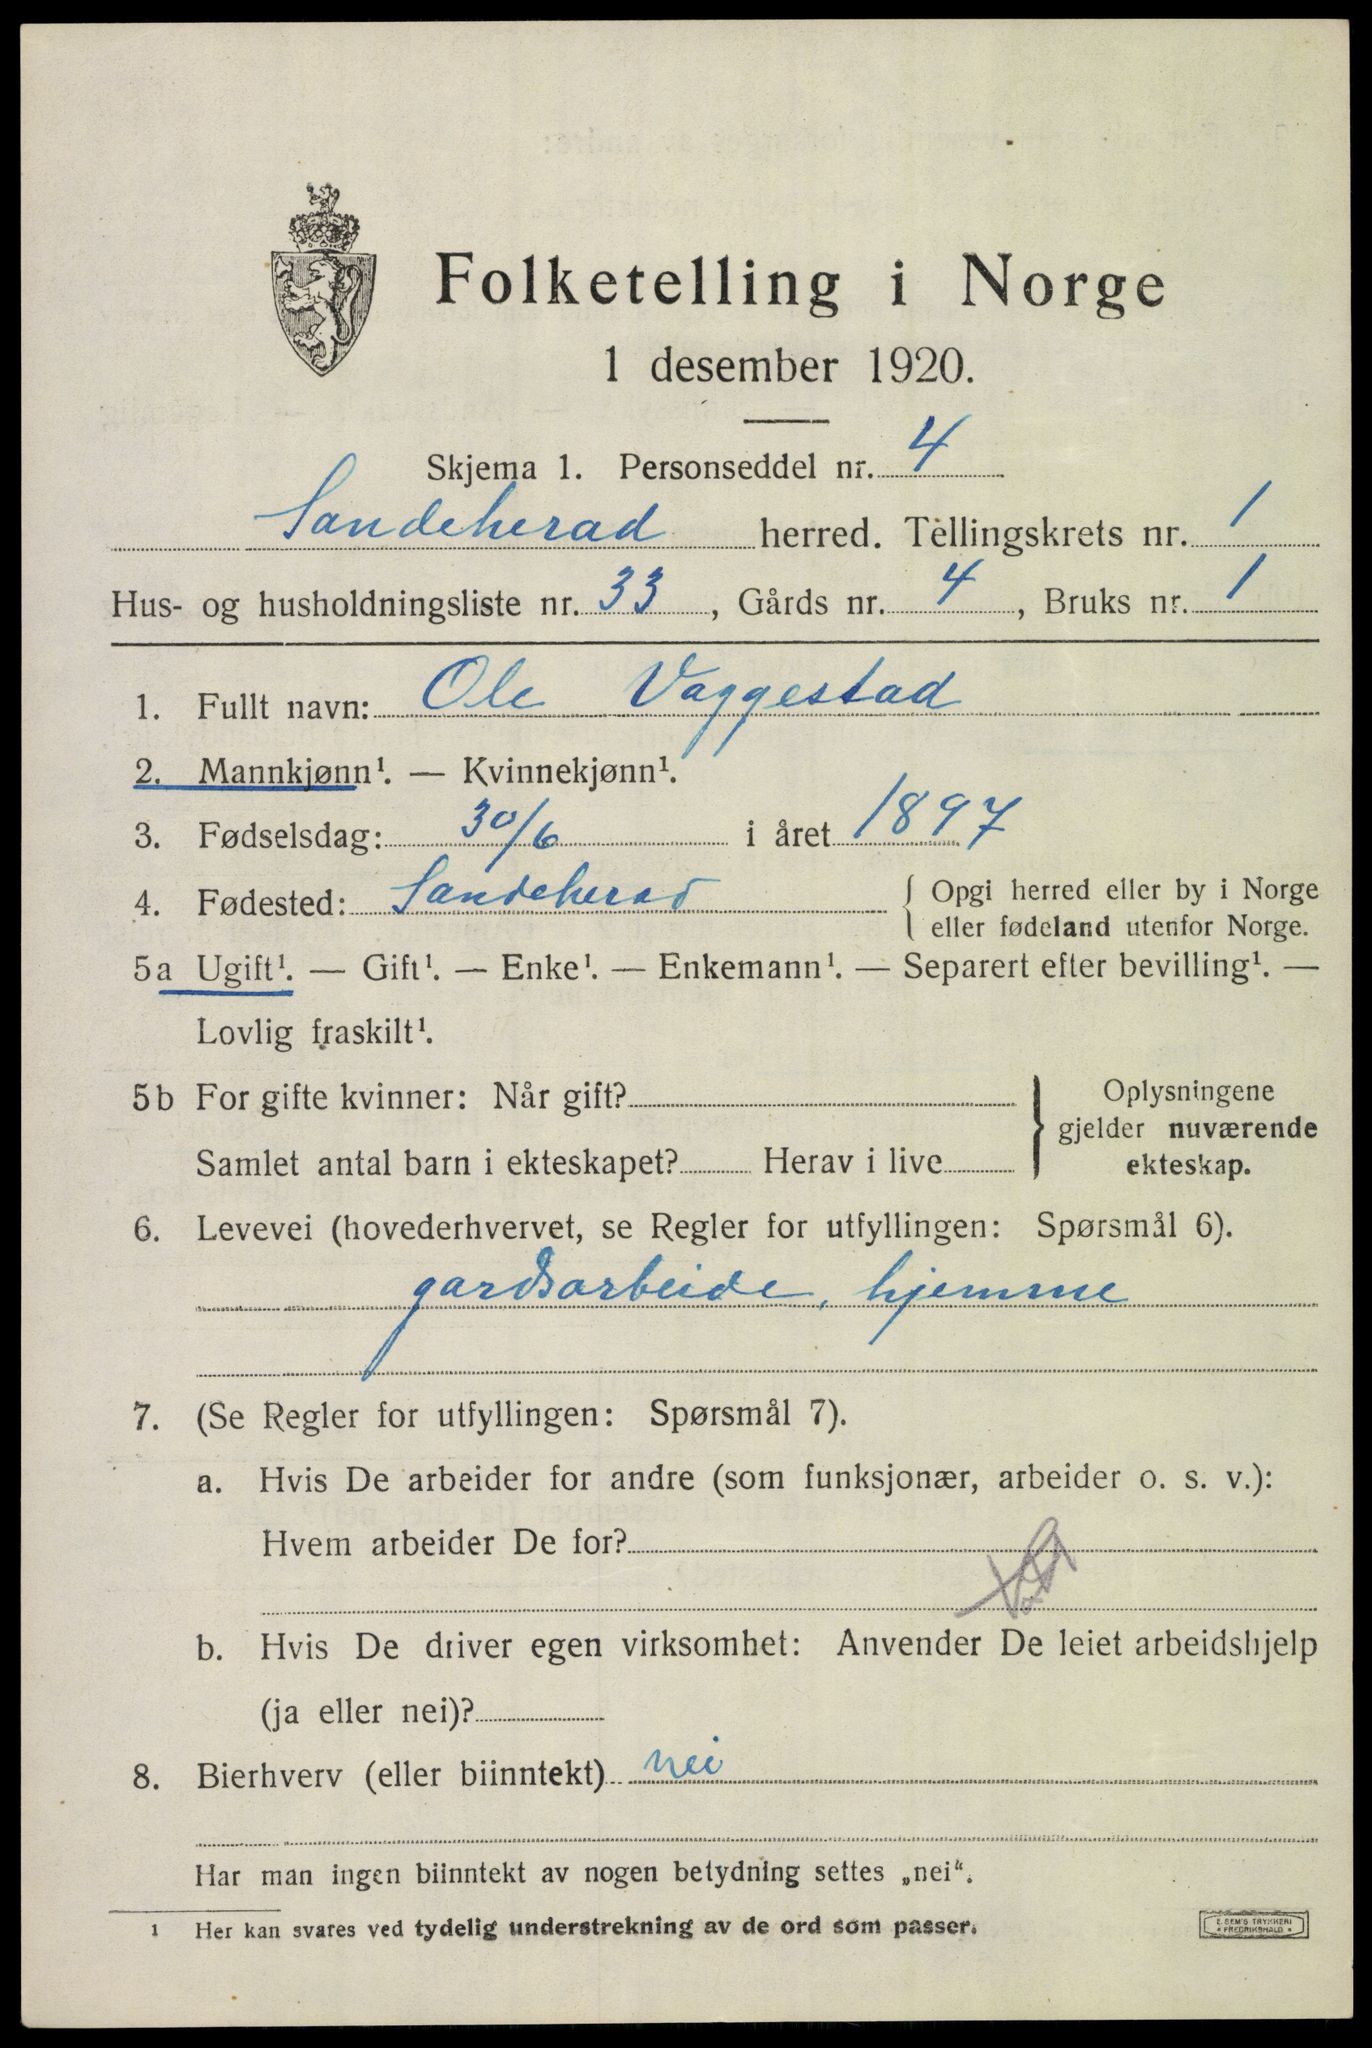 Folketelling i Norge
1 desember 1920.
Skjema 1. Personseddel nr. 4
Sandeherad herred. Tellingskrets nr. 1
Hus- og husholdningsliste nr. 33, Gårds nr. 4, Bruks nr. 1
1. Fullt navn: Ole Vaggestad
2. Mannkjønn¹. — Kvinnekjønn¹.
3. Fødselsdag: 30/6 i året 1897
4. Fødested: Sandeherad { Opgi herred eller by i Norge
eller fødeland utenfor Norge.
5a Ugift¹. — Gift¹. — Enke¹. — Enkemann¹. — Separert efter bevilling¹. —
Lovlig fraskilt¹.
5b For gifte kvinner: Når gift?
Samlet antal barn i ekteskapet? Herav i live
} Oplysningene
gjelder nuværende
ekteskap.
6. Levevei (hovederhvervet, se Regler for utfyllingen: Spørsmål 6).
gardsarbeide, hjemme
7. (Se Regler for utfyllingen: Spørsmål 7).
a. Hvis De arbeider for andre (som funksjonær, arbeider o. s. v.):
Hvem arbeider De for?
b. Hvis De driver egen virksomhet: Anvender De leiet arbeidshjelp
(ja eller nei)?
8. Bierhverv (eller biinntekt) nei
Har man ingen biinntekt av nogen betydning settes „nei“.
¹ Her kan svares ved tydelig understrekning av de ord som passer.
E. SEM'S TRYKKERI
FREDRIKSHALD